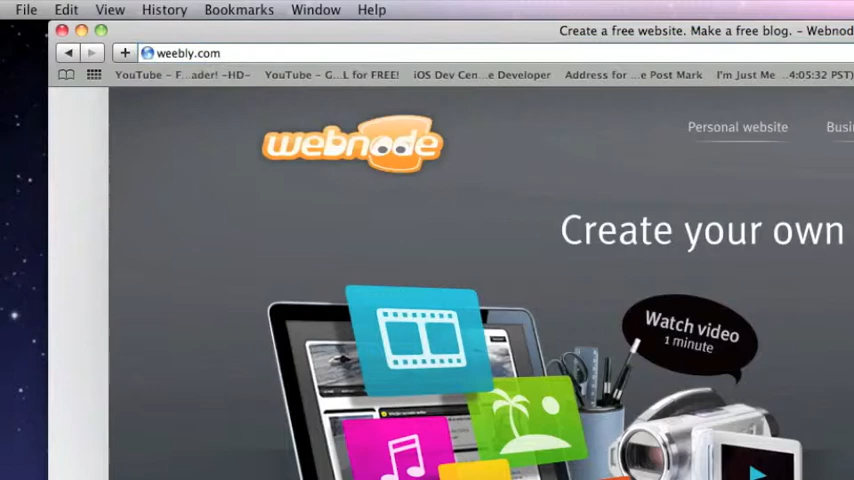 File Edit View History Bookmarks Window Help
Create a free website. Make a free blog. – Webnod
weebly.com
YouTube – F...ader! –HD– YouTube – G...L for FREE! iOS Dev Cen...e Developer Address for ...e Post Mark I'm Just Me ...4:05:32 PST)
webnode
Personal website Busi
Create your own
Watch video
1 minute